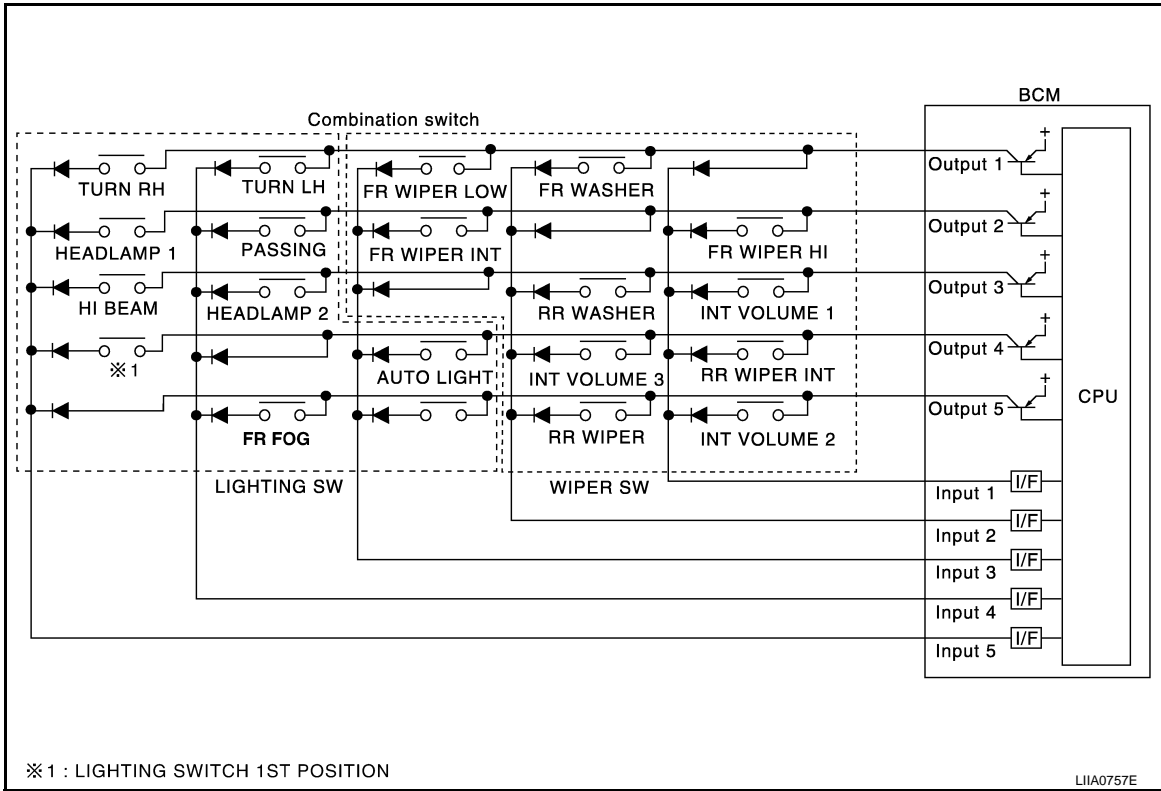 BCM
Combination switch
Output 1
TURN RH
TURN LH
FR WIPER LOW
FR WASHER
Output 2
HEADLAMP 1
PASSING
FR WIPER INT
FR WIPER HI
Output 3
HI BEAM
HEADLAMP 2
RR WASHER
INT VOLUME 1
Output 4
※1
AUTO LIGHT
INT VOLUME 3
RR WIPER INT
CPU
Output 5
FR FOG
RR WIPER
INT VOLUME 2
LIGHTING SW
WIPER SW
Input 1
I/F
Input 2
I/F
Input 3
I/F
Input 4
I/F
Input 5
I/F
+
+
+
+
+
※1 : LIGHTING SWITCH 1ST POSITION
LIIA0757E